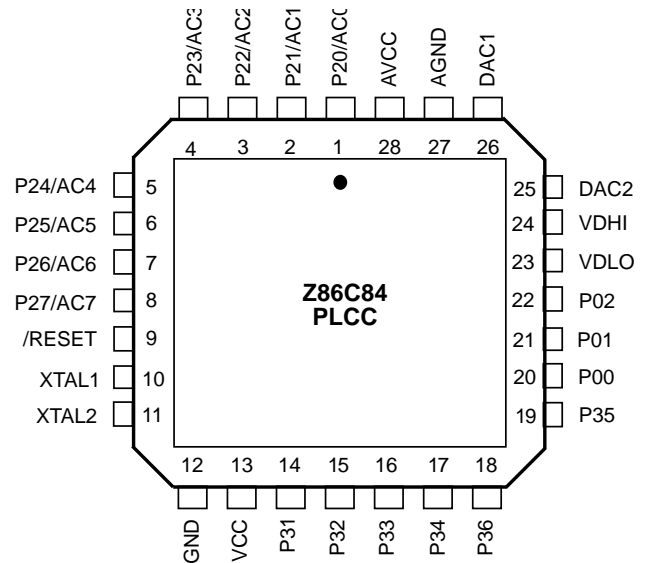 P23/AC3
P22/AC2
P21/AC1
P20/AC0
AVCC
AGND
DAC1
4 3 2 1 28 27 26
P24/AC4 5
P25/AC5 6
P26/AC6 7
P27/AC7 8
/RESET 9
XTAL1 10
XTAL2 11
Z86C84
PLCC
25 DAC2
24 VDHI
23 VDLO
22 P02
21 P01
20 P00
19 P35
12 13 14 15 16 17 18
GND
VCC
P31
P32
P33
P34
P36